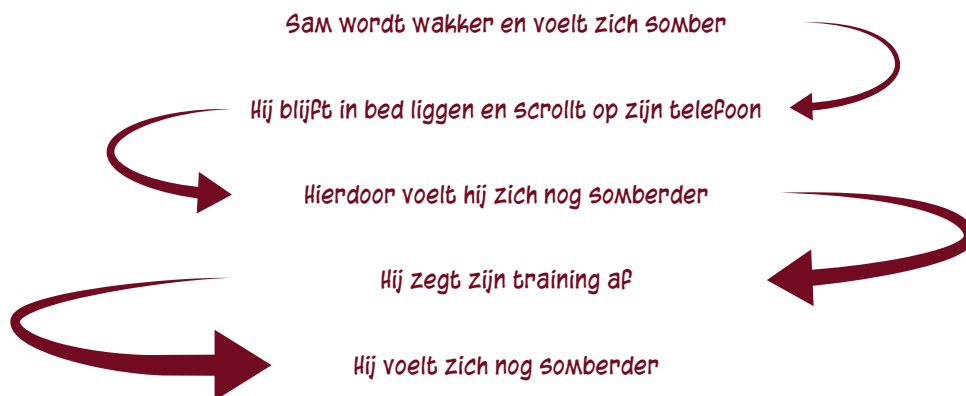 Sam wordt wakker en voelt zich somber
Hij blijft in bed liggen en scrollt op zijn telefoon
Hierdoor voelt hij zich nog somberder
Hij zegt zijn training af
Hij voelt zich nog somberder